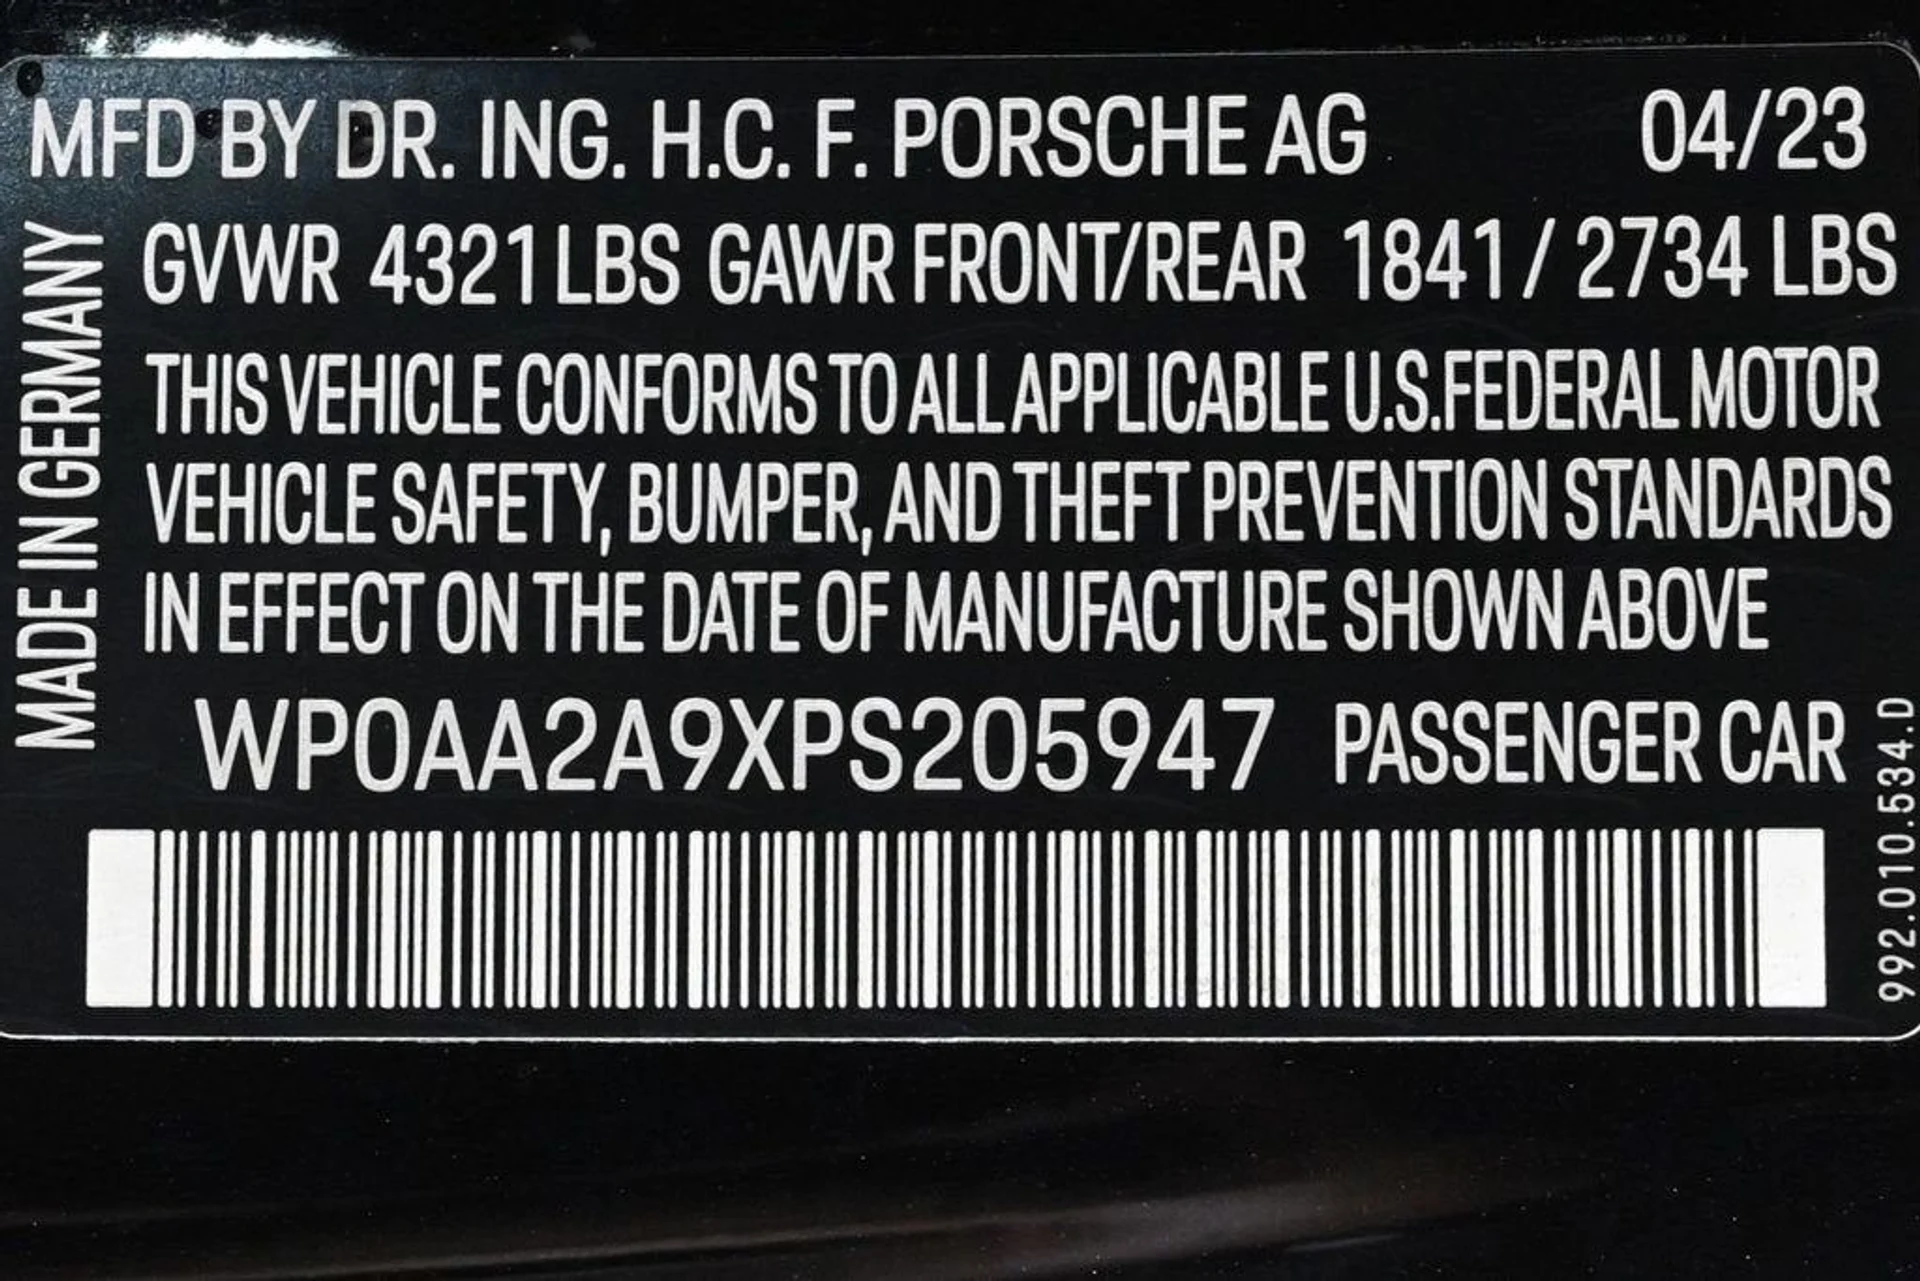 MFD BY DR. ING. H.C. F. PORSCHE AG 04/23
MADE IN GERMANY
GVWR 4321 LBS GAWR FRONT/REAR 1841 / 2734 LBS
THIS VEHICLE CONFORMS TO ALL APPLICABLE U.S.FEDERAL MOTOR
VEHICLE SAFETY, BUMPER, AND THEFT PREVENTION STANDARDS
IN EFFECT ON THE DATE OF MANUFACTURE SHOWN ABOVE
WP0AA2A9XPS205947 PASSENGER CAR
992.010.534.D